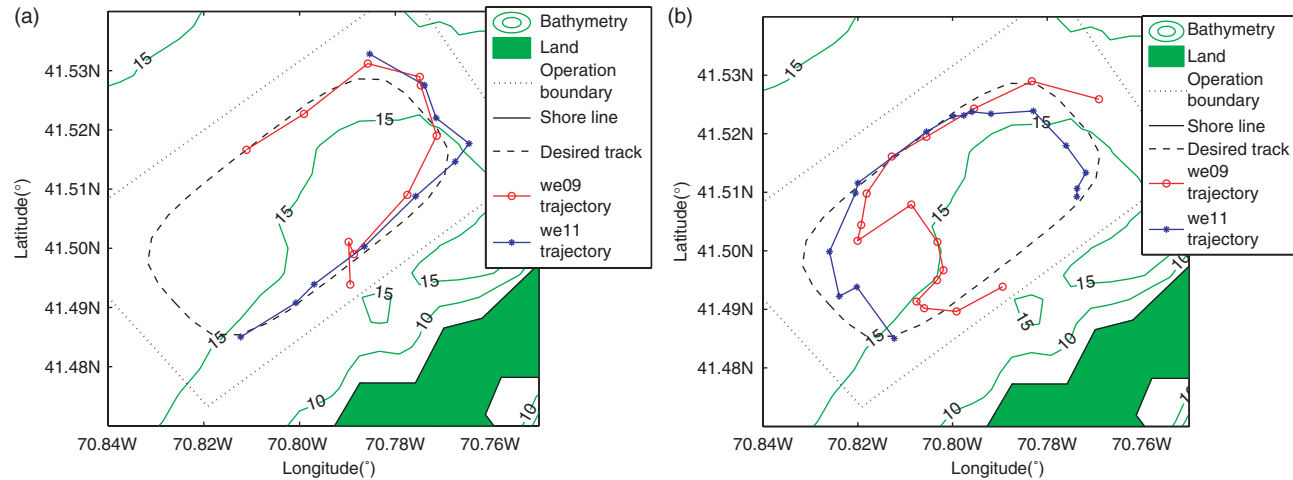 (a)
41.53N
41.52N
41.51N
41.50N
41.49N
41.48N
Latitude(°)
70.84W
70.82W
70.80W
70.78W
70.76W
Longitude(°)
15
15
15
15
15
15
10
10
10
Bathymetry
Land
Operation
boundary
Shore line
Desired track
we09
trajectory
we11
trajectory
(b)
41.53N
41.52N
41.51N
41.50N
41.49N
41.48N
Latitude(°)
70.84W
70.82W
70.80W
70.78W
70.76W
Longitude(°)
15
15
15
15
15
15
10
10
10
Bathymetry
Land
Operation
boundary
Shore line
Desired track
we09
trajectory
we11
trajectory